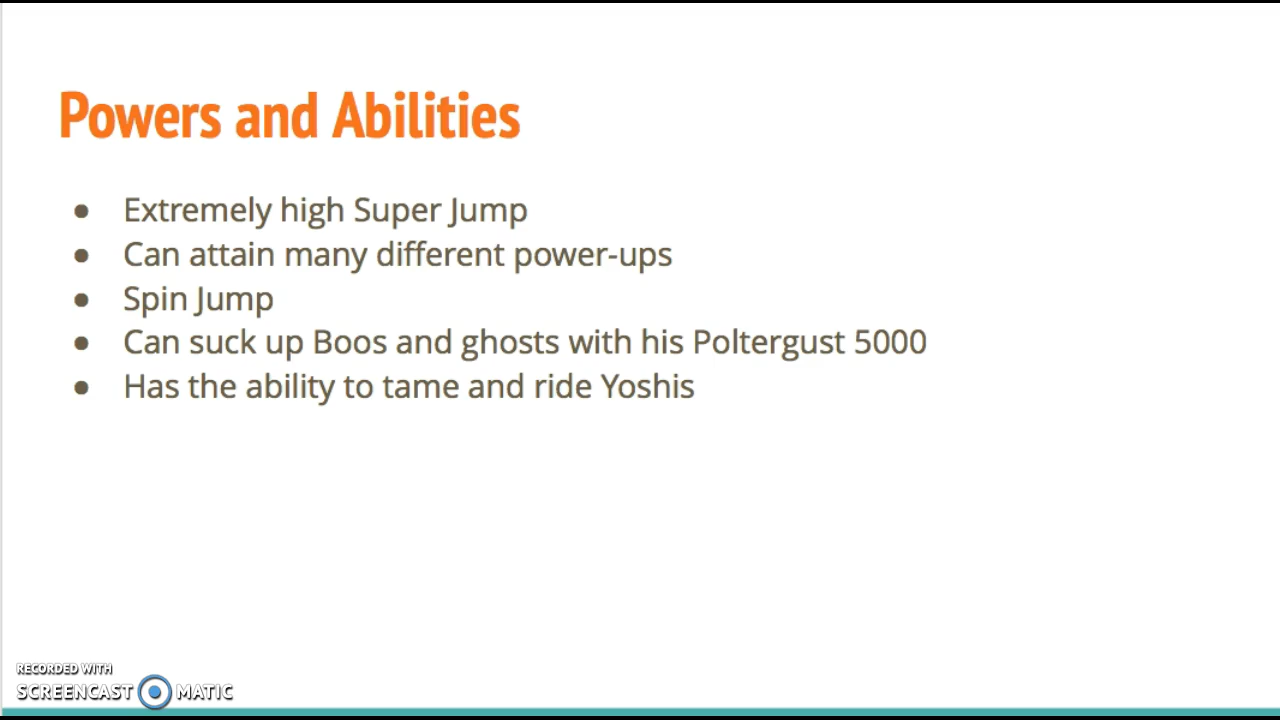 Powers and Abilities
● Extremely high Super Jump
● Can attain many different power-ups
● Spin Jump
● Can suck up Boos and ghosts with his Poltergust 5000
● Has the ability to tame and ride Yoshis
RECORDED WITH
SCREENCAST MATIC